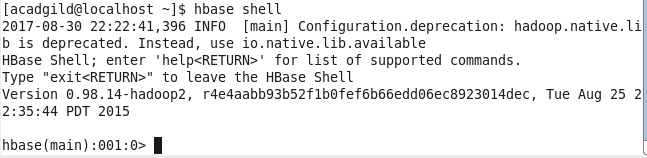 [acadgild@localhost ~]$ hbase shell
2017-08-30 22:22:41,396 INFO  [main] Configuration.deprecation: hadoop.native.li
b is deprecated. Instead, use io.native.lib.available
HBase Shell; enter 'help<RETURN>' for list of supported commands.
Type "exit<RETURN>" to leave the HBase Shell
Version 0.98.14-hadoop2, r4e4aabb93b52f1b0fef6b66edd06ec8923014dec, Tue Aug 25 2
2:35:44 PDT 2015
hbase(main):001:0>